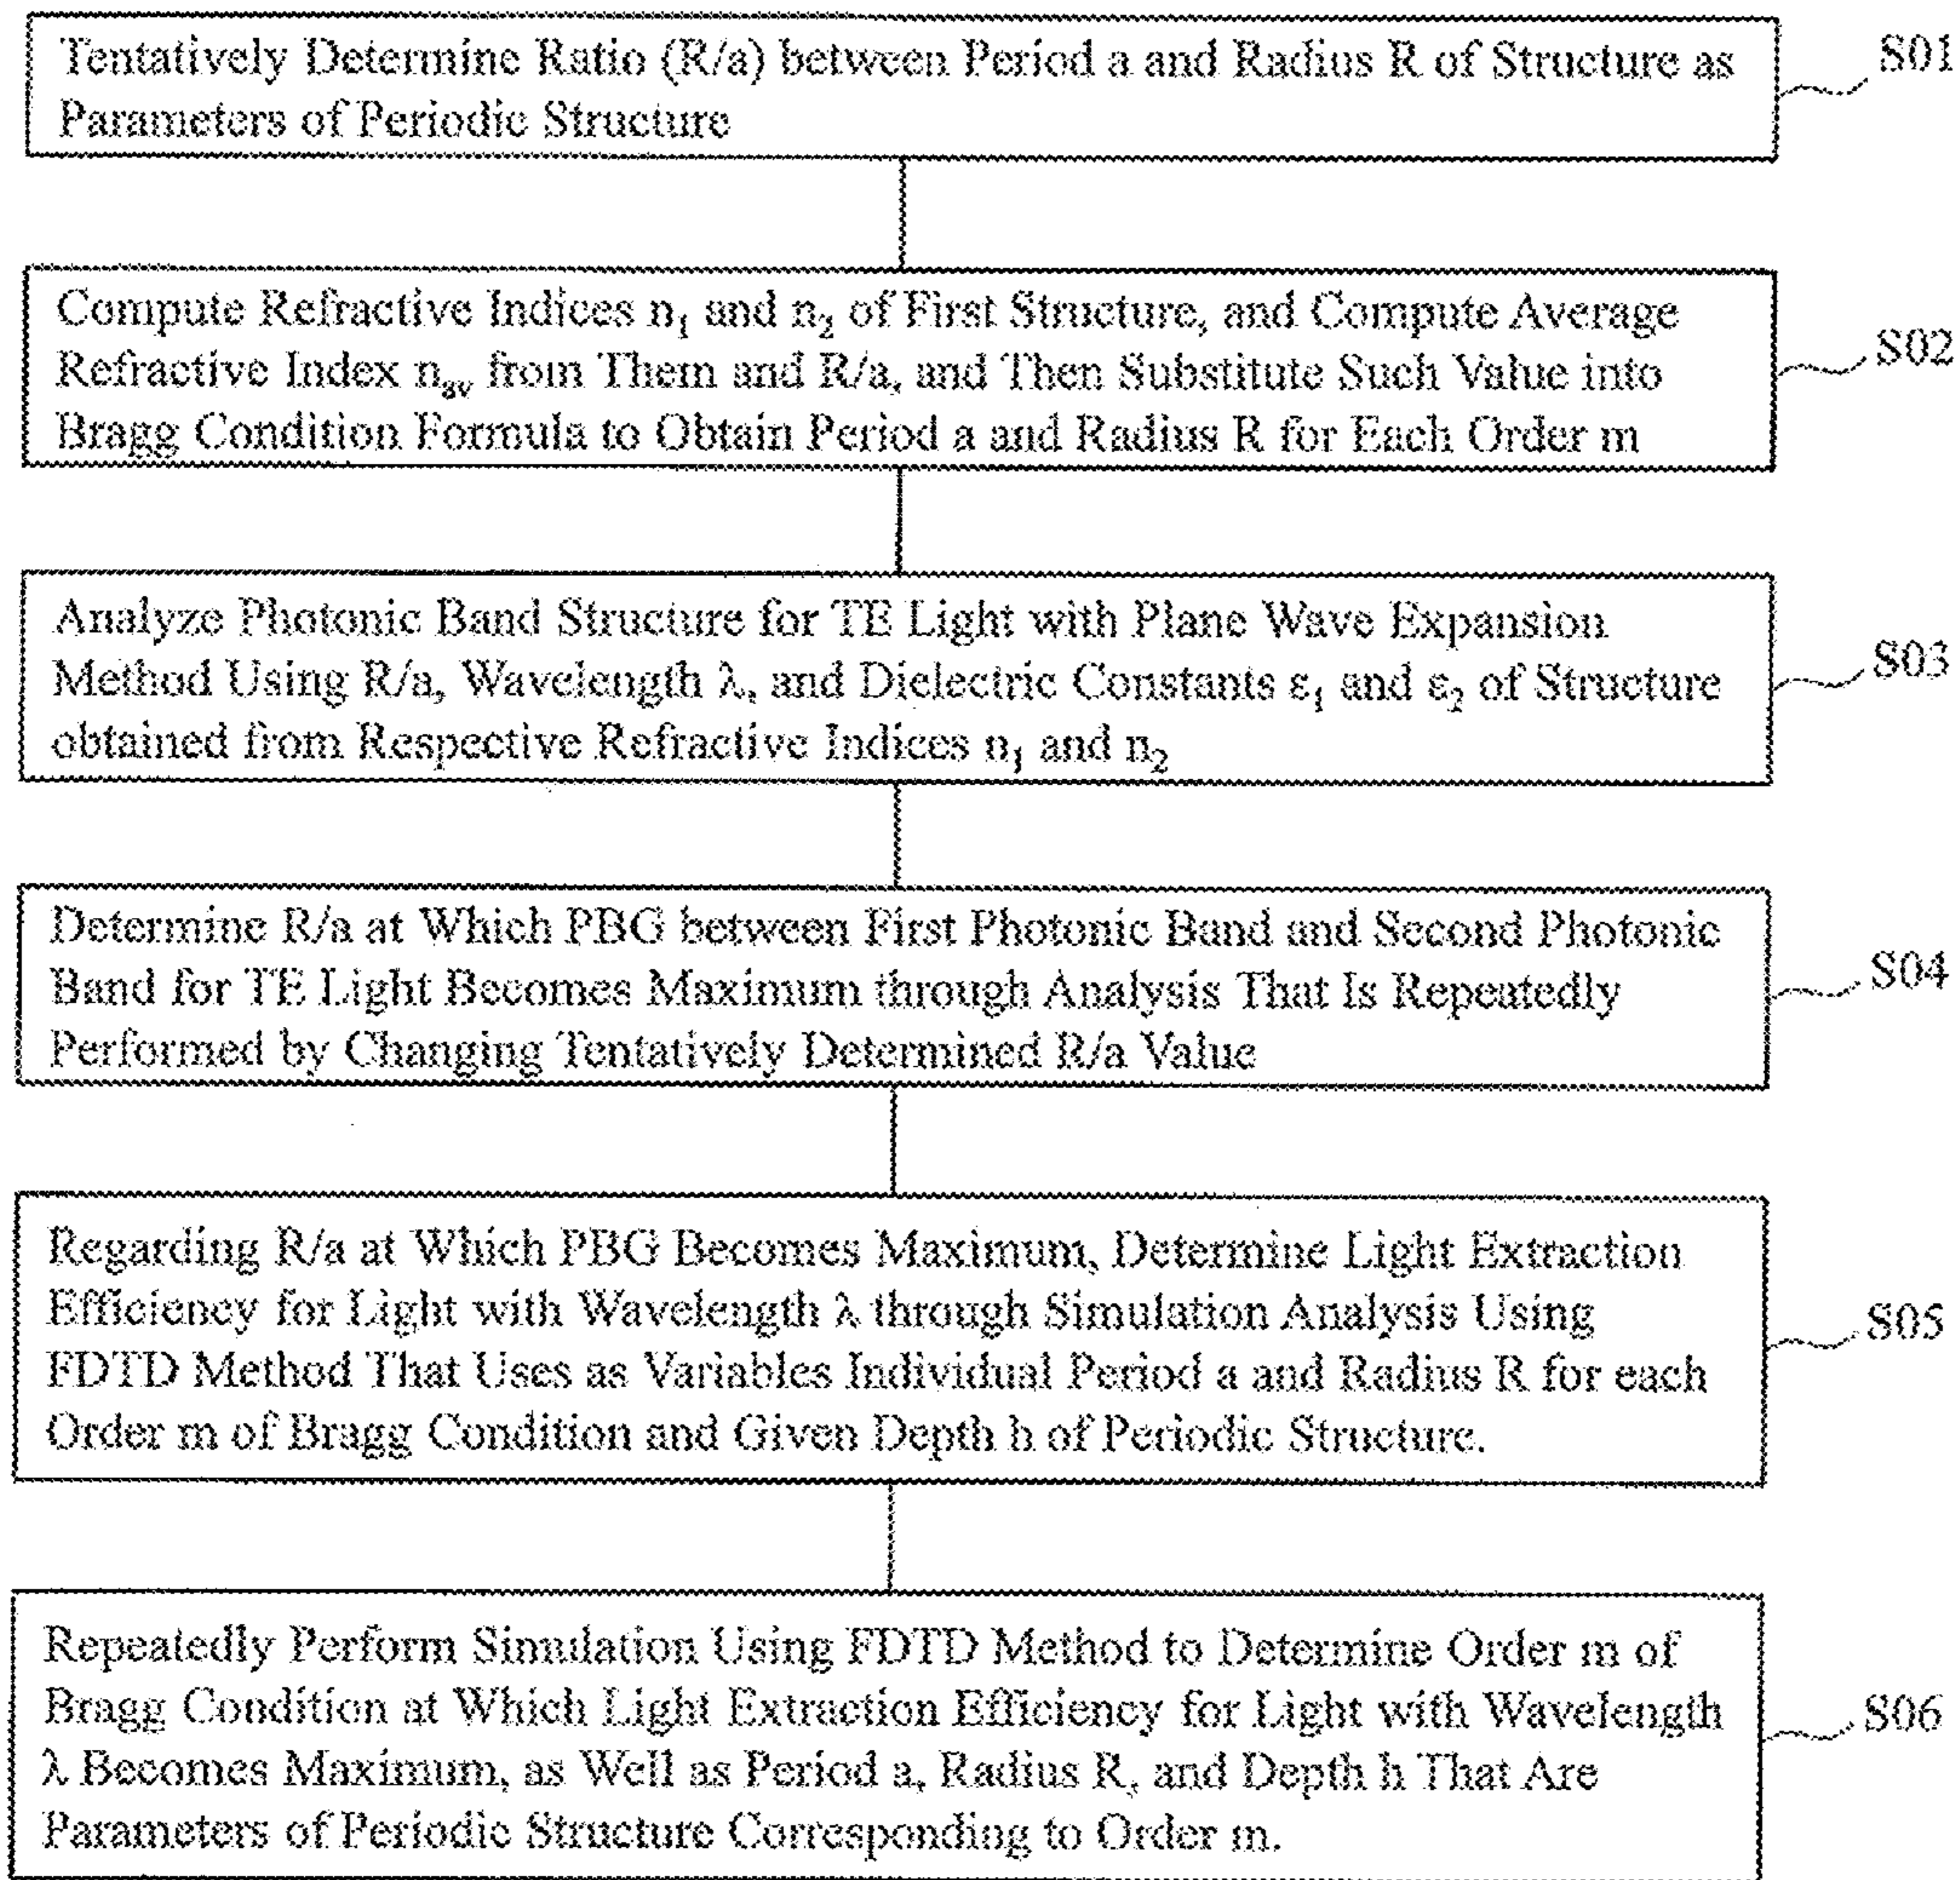 Tentatively Determine Ratio (R/a) between Period a and Radius R of Structure as
Parameters of Periodic Structure
S01
Compute Refractive Indices n₁ and n₂ of First Structure, and Compute Average
Refractive Index nₐᵥ from Them and R/a, and Then Substitute Such Value into
Bragg Condition Formula to Obtain Period a and Radius R for Each Order m
S02
Analyze Photonic Band Structure for TE Light with Plane Wave Expansion
Method Using R/a, Wavelength λ, and Dielectric Constants ε₁ and ε₂ of Structure
obtained from Respective Refractive Indices n₁ and n₂
S03
Determine R/a at Which PBG between First Photonic Band and Second Photonic
Band for TE Light Becomes Maximum through Analysis That Is Repeatedly
Performed by Changing Tentatively Determined R/a Value
S04
Regarding R/a at Which PBG Becomes Maximum, Determine Light Extraction
Efficiency for Light with Wavelength λ through Simulation Analysis Using
FDTD Method That Uses as Variables Individual Period a and Radius R for each
Order m of Bragg Condition and Given Depth h of Periodic Structure.
S05
Repeatedly Perform Simulation Using FDTD Method to Determine Order m of
Bragg Condition at Which Light Extraction Efficiency for Light with Wavelength
λ Becomes Maximum, as Well as Period a, Radius R, and Depth h That Are
Parameters of Periodic Structure Corresponding to Order m.
S06